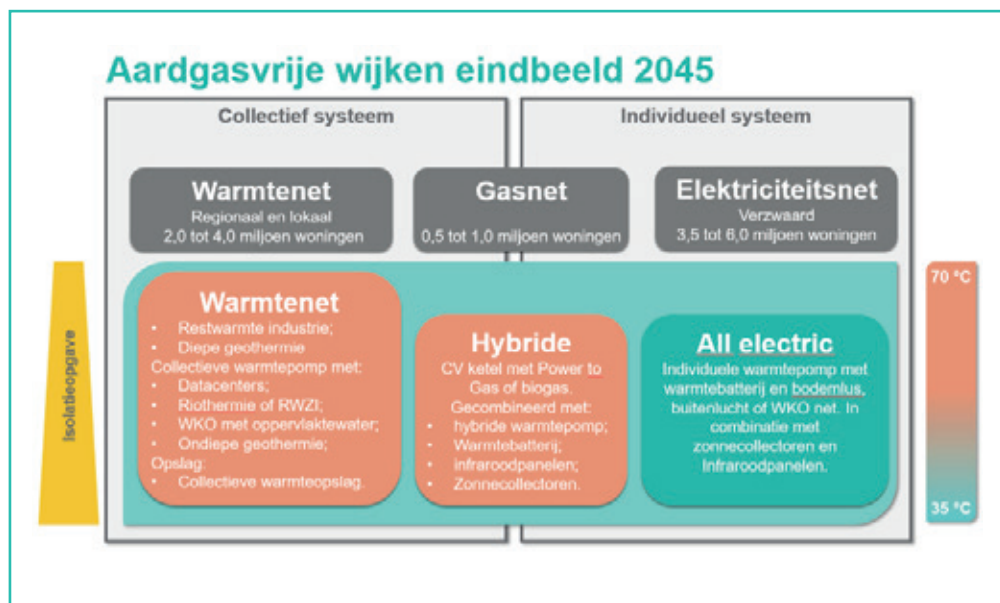 Aardgasvrije wijken eindbeeld 2045
Collectief systeem
Individueel systeem
Warmtenet
Regionaal en lokaal
2,0 tot 4,0 miljoen woningen
Gasnet
0,5 tot 1,0 miljoen woningen
Elektriciteitsnet
Verzwaard
3,5 tot 6,0 miljoen woningen
Isolatieopgave
Warmtenet
• Restwarmte industrie;
• Diepe geothermie
Collectieve warmtepomp met:
• Datacenters;
• Riothermie of RWZI;
• WKO met oppervlaktewater;
• Ondiepe geothermie;
Opslag:
• Collectieve warmteopslag.
Hybride
CV ketel met Power to
Gas of biogas.
Gecombineerd met:
• hybride warmtepomp;
• Warmtebatterij;
• infraroodpanelen;
• Zonnecollectoren.
All electric
Individuele warmtepomp met
warmtebatterij en bodemlus,
buitenlucht of WKO net. In
combinatie met
zonnecollectoren en
Infraroodpanelen.
70 °C
35 °C